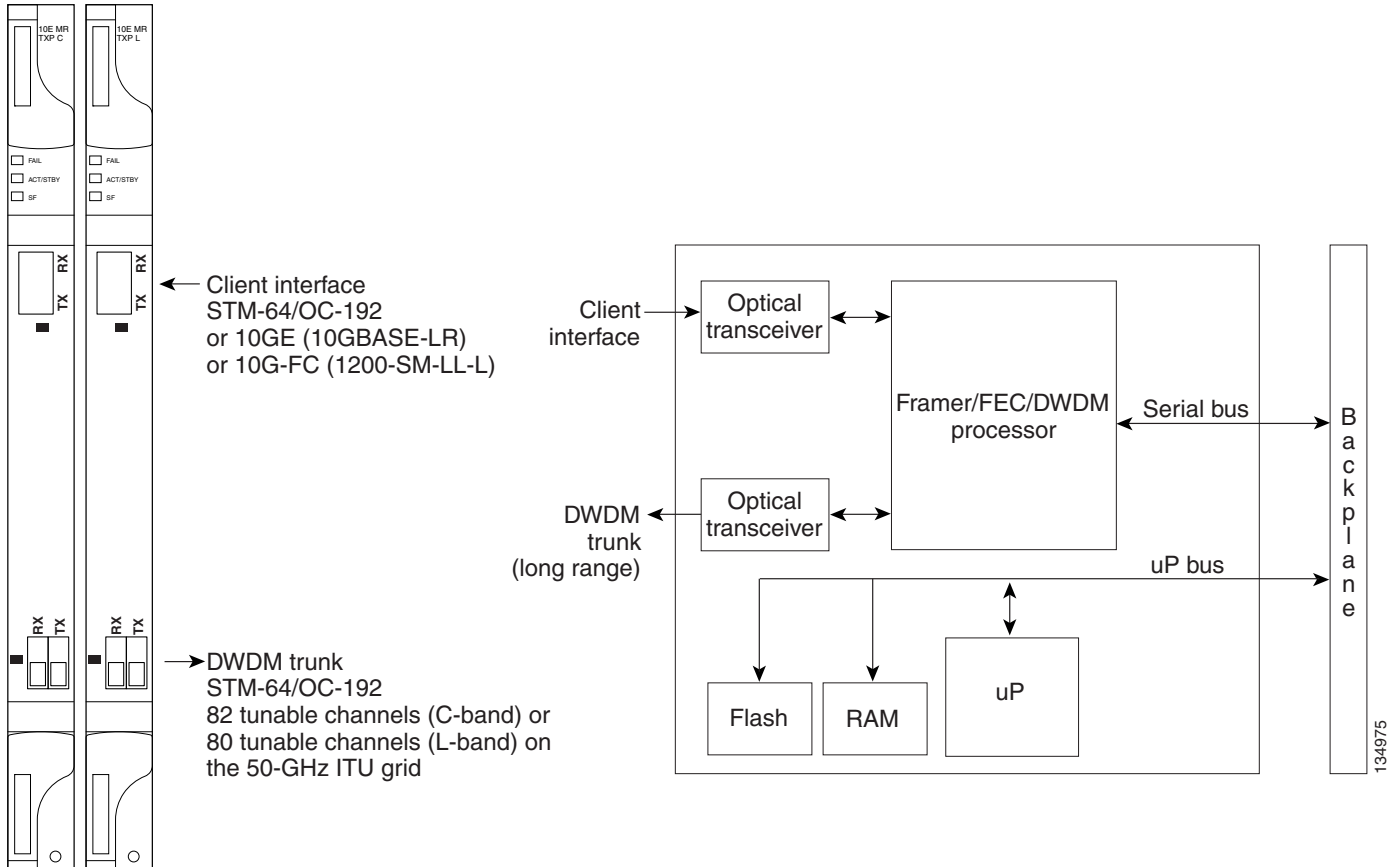 10E MR
TXP C
10E MR
TXP L
FAIL
ACT/STBY
SF
FAIL
ACT/STBY
SF
RX
TX
RX
TX
Client interface
STM-64/OC-192
or 10GE (10GBASE-LR)
or 10G-FC (1200-SM-LL-L)
RX
TX
RX
TX
DWDM trunk
STM-64/OC-192
82 tunable channels (C-band) or
80 tunable channels (L-band) on
the 50-GHz ITU grid
Client
interface
Optical
transceiver
Framer/FEC/DWDM
processor
Serial bus
DWDM
trunk
(long range)
Optical
transceiver
uP bus
Flash
RAM
uP
Backplane
134975